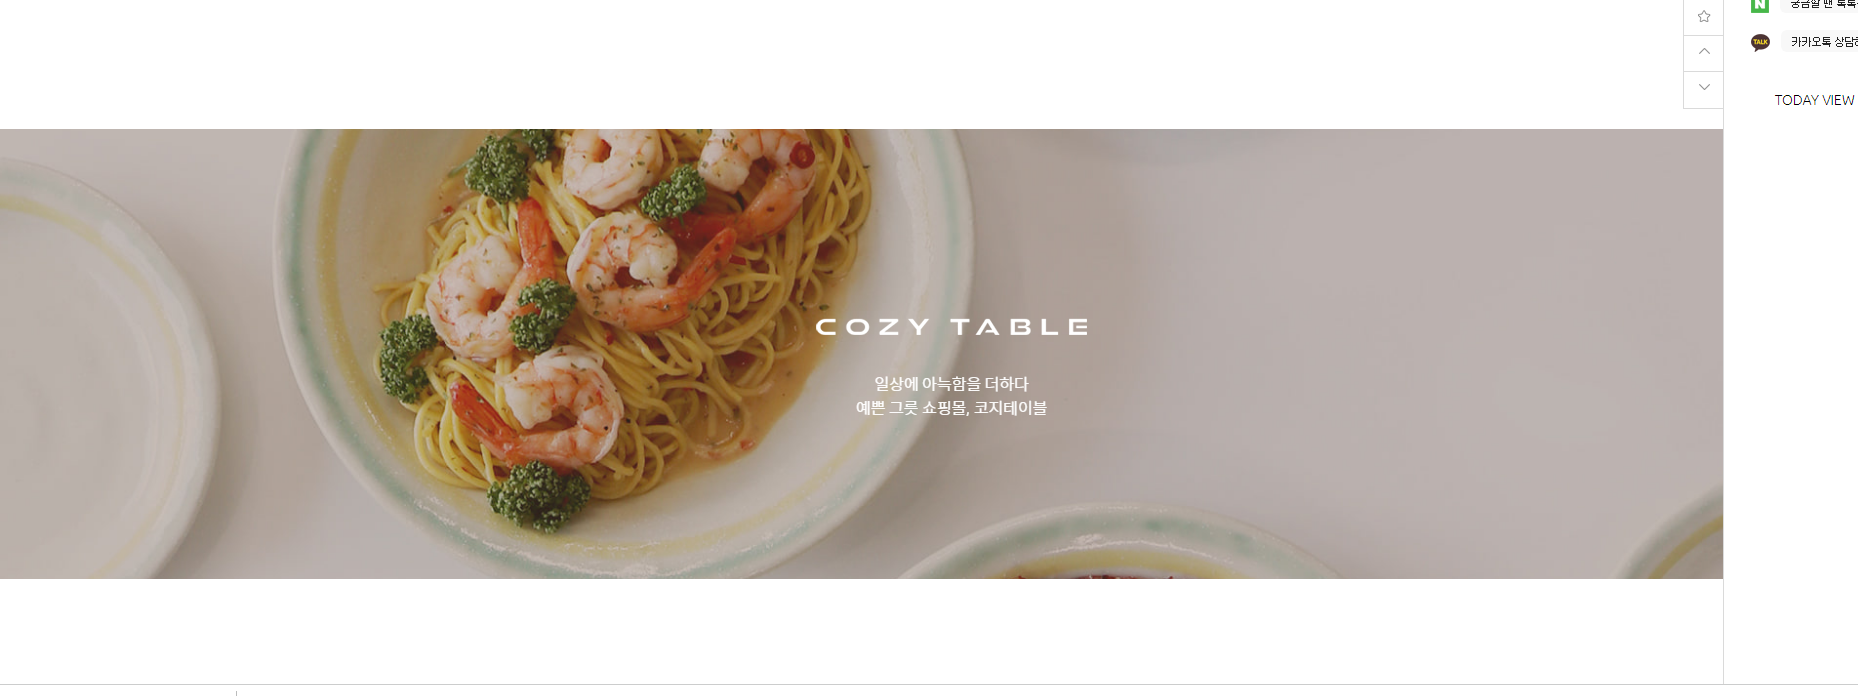 궁금할 땐 톡톡
TALK
카카오톡 상담
TODAY VIEW
COZY TABLE
일상에 아늑함을 더하다
예쁜 그릇 쇼핑몰, 코지테이블